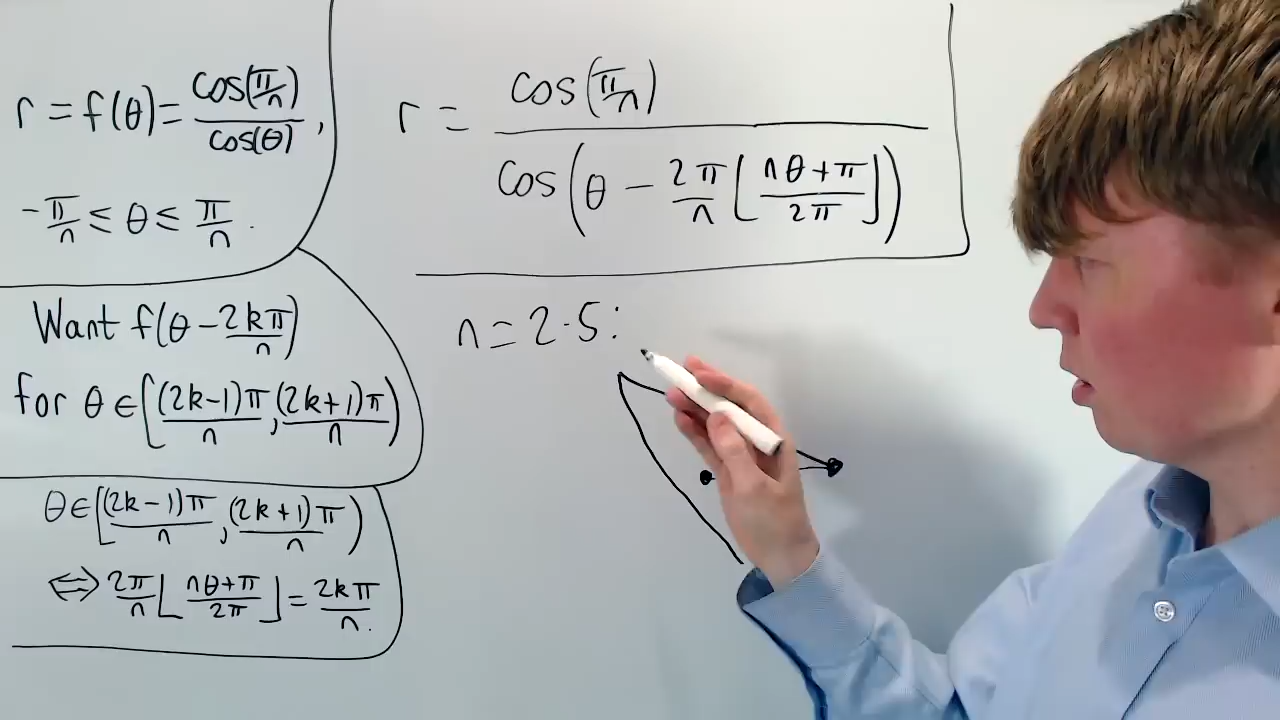 r = f(θ) = cos(π/n)/cos(θ),
-π/n ≤ θ ≤ π/n.
Want f(θ - 2kπ/n)
for θ ∈ [(2k-1)π/n, (2k+1)π/n)
θ ∈ [(2k-1)π/n, (2k+1)π/n)
⇔ 2π/n ⌊(nθ+π)/2π⌋ = 2kπ/n.
r = cos(π/n)/cos(θ - 2π/n ⌊(nθ+π)/2π⌋)
n = 2·5: